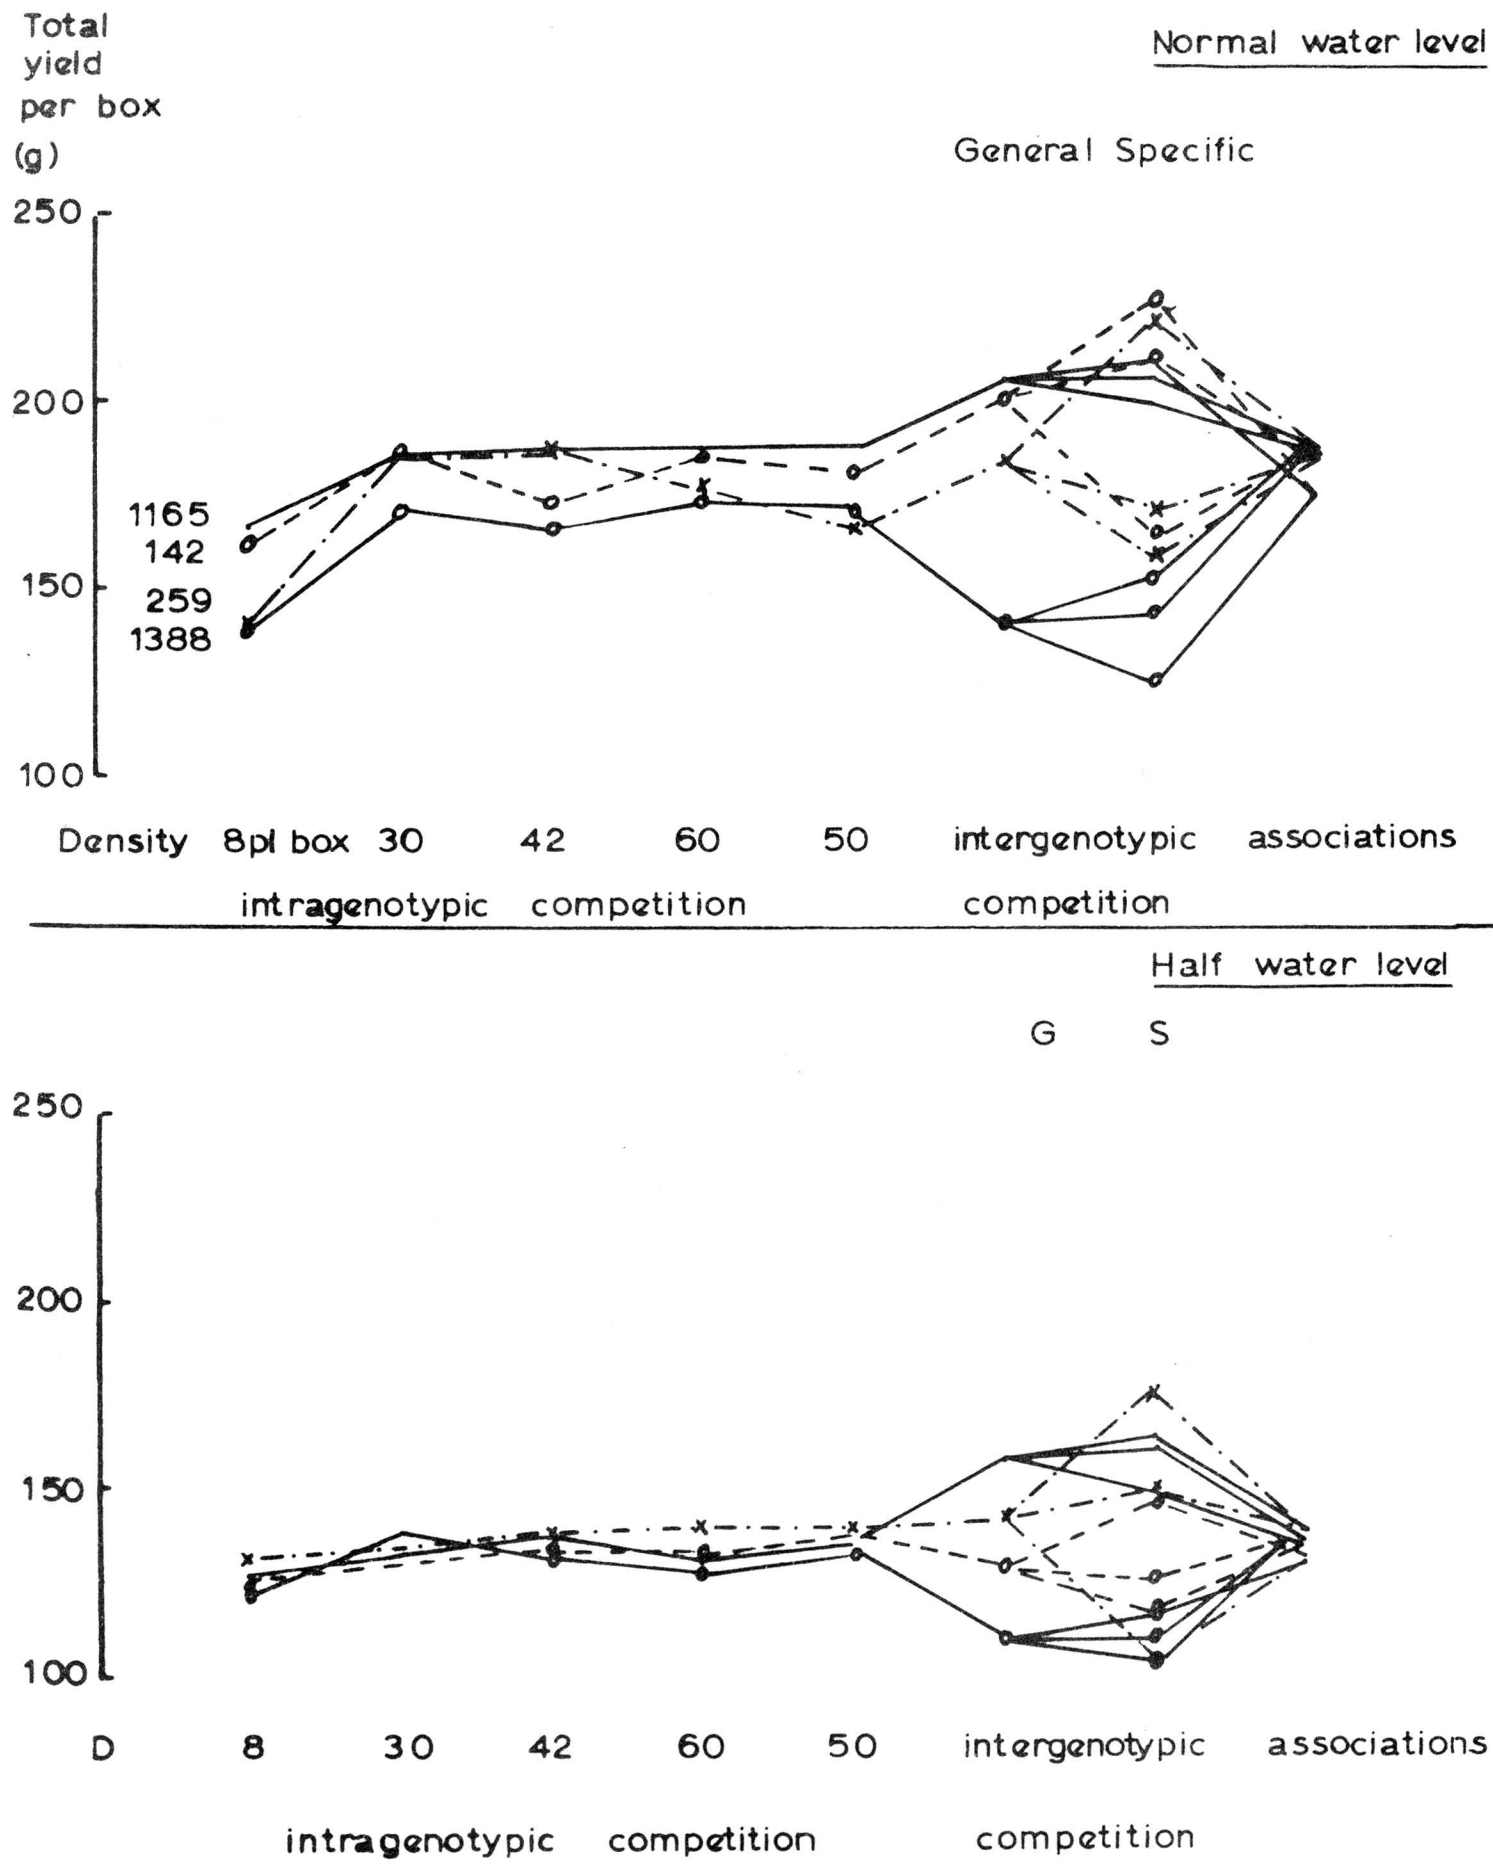 Total
yield
per box
(g)
Normal water level
General Specific
250
200
150
100
1165
142
259
1388
Density 8pl box 30 42 60 50 intergenotypic associations
intragenotypic competition competition
Half water level
G S
250
200
150
100
D 8 30 42 60 50 intergenotypic associations
intragenotypic competition competition